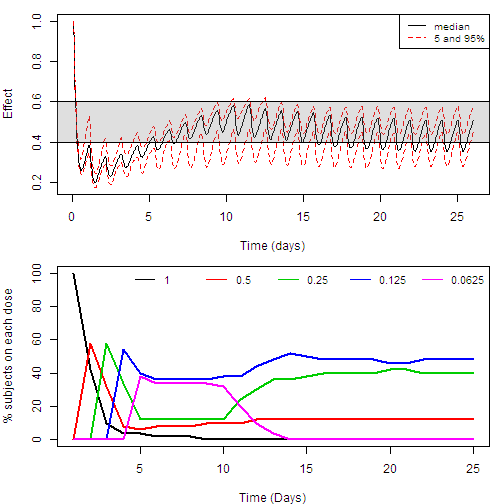 median
5 and 95%
Effect
1.0
0.8
0.6
0.4
0.2
0 5 10 15 20 25
Time (days)
1 0.5 0.25 0.125 0.0625
% subjects on each dose
100
80
60
40
20
0
5 10 15 20 25
Time (Days)